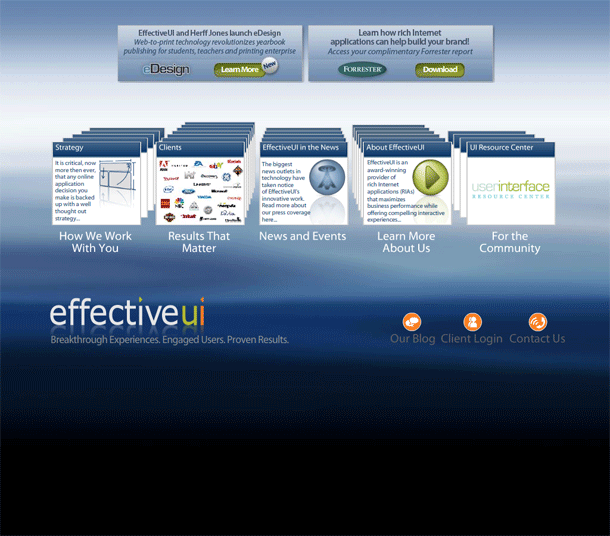 EffectiveUI and Herff Jones launch eDesign
Web-to-print technology revolutionizes yearbook
publishing for students, teachers and printing enterprise
eDesign
Learn More
New
Learn how rich Internet
applications can help build your brand!
Access your complimentary Forrester report
FORRESTER
Download
Strategy
It is critical, now
more then ever,
that any online
application
decision you
make is backed
up with a well
thought out
strategy...
How We Work
With You
Clients
Adobe
ebay
Discovery
Ford
NBC
intuit
Results That
Matter
EffectiveUI in the News
The biggest
news outlets in
technology have
taken notice
of EffectiveUI's
innovative work.
Read more about
our press coverage
here...
News and Events
About EffectiveUI
EffectiveUI is an
award-winning
provider of
rich Internet
applications (RIAs)
that maximizes
business performance while
offering compelling interactive
experiences...
Learn More
About Us
UI Resource Center
userinterface
RESOURCE CENTER
For the
Community
effectiveui
Breakthrough Experiences. Engaged Users. Proven Results.
Our Blog
Client Login
Contact Us